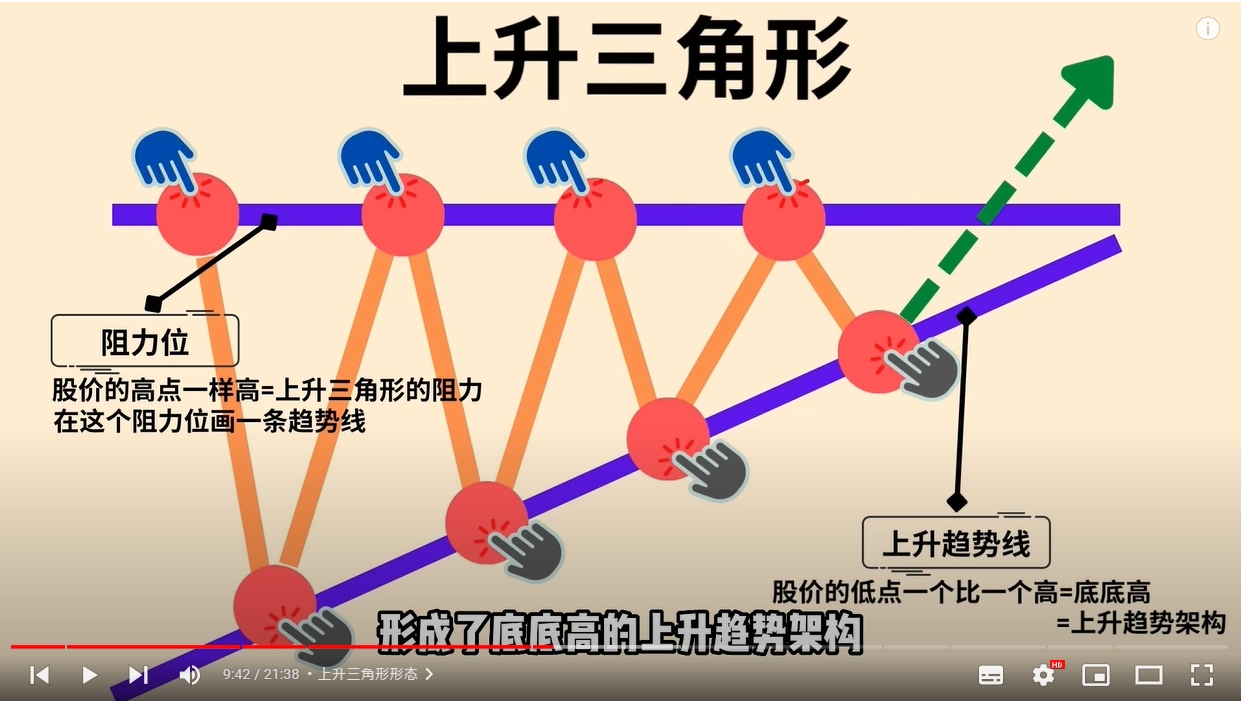 上升三角形
阻力位
股价的高点一样高=上升三角形的阻力
在这个阻力位画一条趋势线
上升趋势线
股价的低点一个比一个高=底底高
=上升趋势架构
形成了底底高的上升趋势架构
9:42 / 21:38 • 上升三角形形态
HD